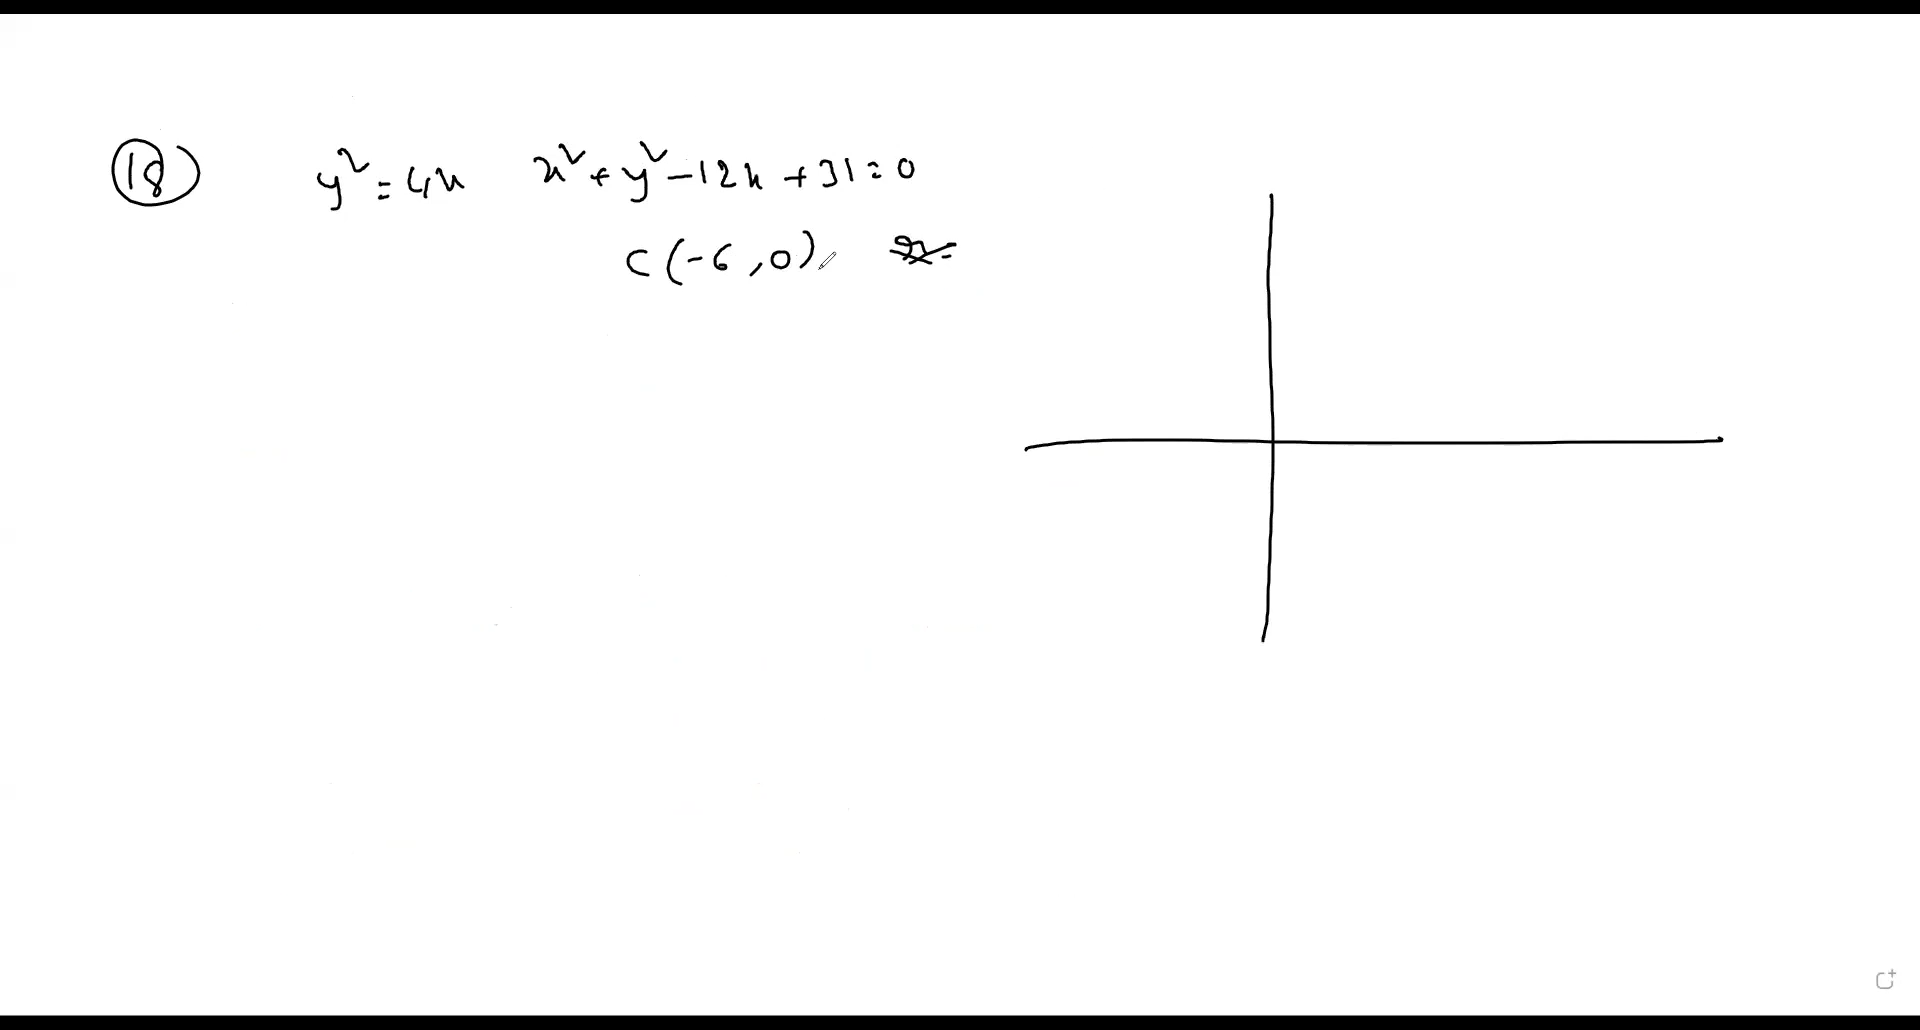 (18) y² = 4x x² + y² - 12x + 31 = 0
C (-6, 0),